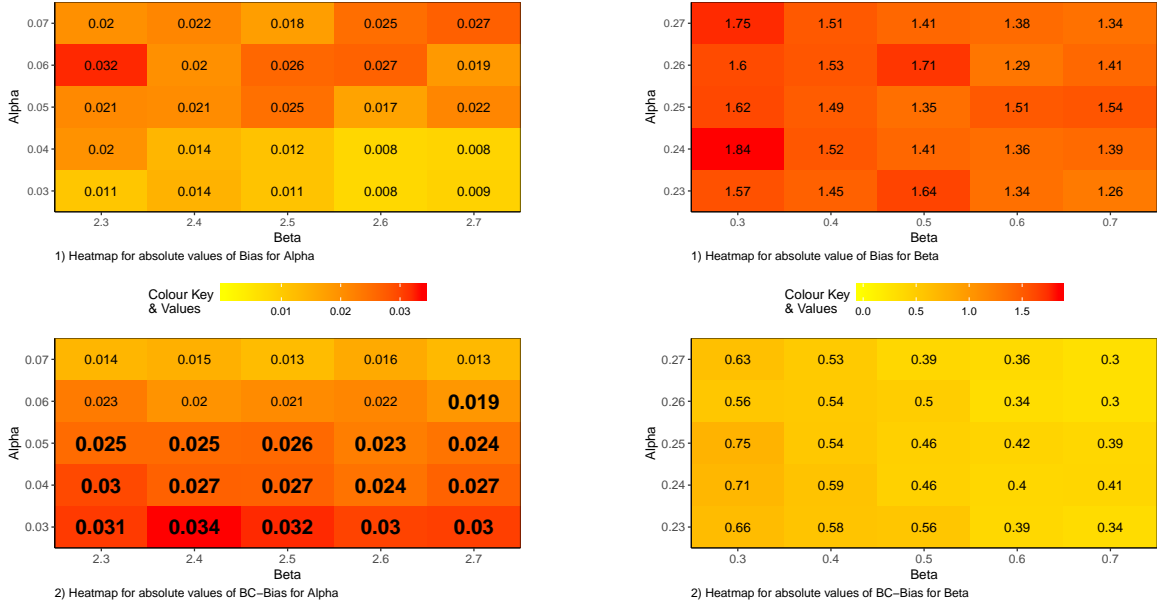 0.07 0.02 0.022 0.018 0.025 0.027
0.06 0.032 0.02 0.026 0.027 0.019
0.05 0.021 0.021 0.025 0.017 0.022
0.04 0.02 0.014 0.012 0.008 0.008
0.03 0.011 0.014 0.011 0.008 0.009
Alpha
2.3 2.4 2.5 2.6 2.7
Beta
1) Heatmap for absolute values of Bias for Alpha
Colour Key
& Values
0.01 0.02 0.03
0.07 0.014 0.015 0.013 0.016 0.013
0.06 0.023 0.02 0.021 0.022 0.019
0.05 0.025 0.025 0.026 0.023 0.024
0.04 0.03 0.027 0.027 0.024 0.027
0.03 0.031 0.034 0.032 0.03 0.03
Alpha
2.3 2.4 2.5 2.6 2.7
Beta
2) Heatmap for absolute values of BC−Bias for Alpha
0.27 1.75 1.51 1.41 1.38 1.34
0.26 1.6 1.53 1.71 1.29 1.41
0.25 1.62 1.49 1.35 1.51 1.54
0.24 1.84 1.52 1.41 1.36 1.39
0.23 1.57 1.45 1.64 1.34 1.26
Alpha
0.3 0.4 0.5 0.6 0.7
Beta
1) Heatmap for absolute value of Bias for Beta
Colour Key
& Values
0.0 0.5 1.0 1.5
0.27 0.63 0.53 0.39 0.36 0.3
0.26 0.56 0.54 0.5 0.34 0.3
0.25 0.75 0.54 0.46 0.42 0.39
0.24 0.71 0.59 0.46 0.4 0.41
0.23 0.66 0.58 0.56 0.39 0.34
Alpha
0.3 0.4 0.5 0.6 0.7
Beta
2) Heatmap for absolute values of BC−Bias for Beta